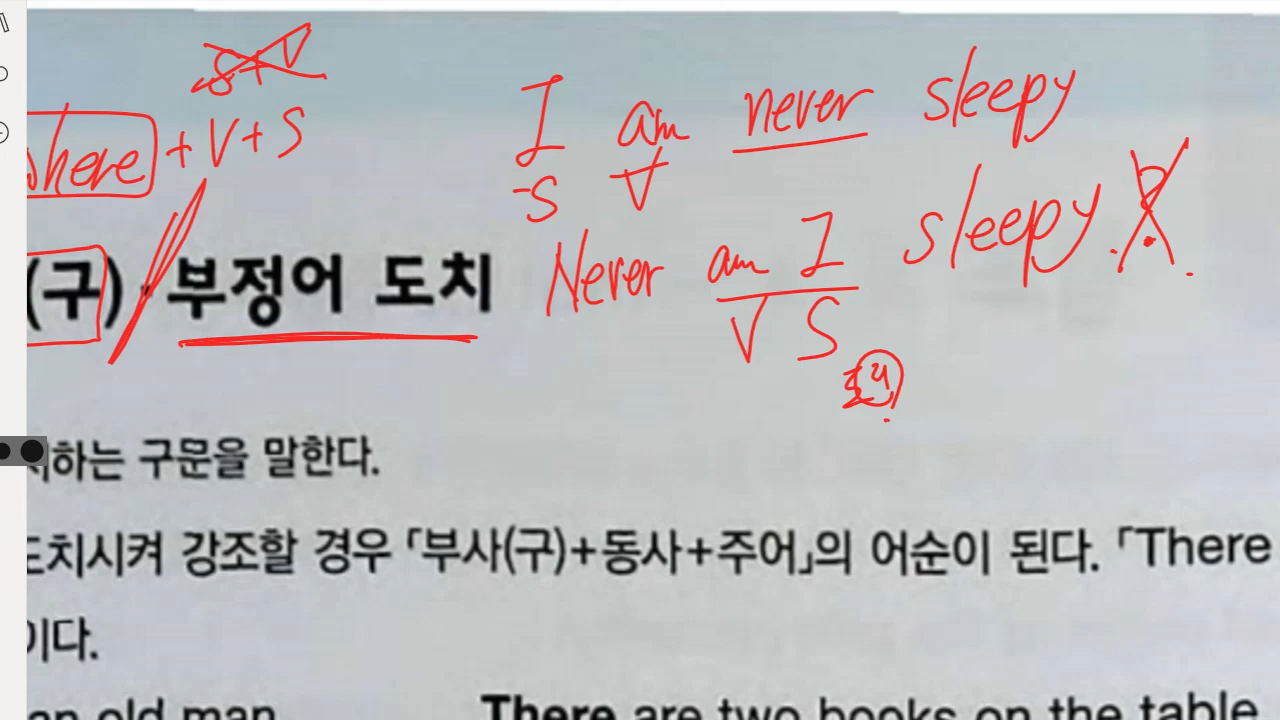 S+V
where + V + S
I am never sleepy
S V
Never am I sleepy ?.
V S
(구)· 부정어 도치
하는 구문을 말한다.
도치시켜 강조할 경우 「부사(구)+동사+주어」의 어순이 된다. 「There
이다.
an old man
There are two books on the table